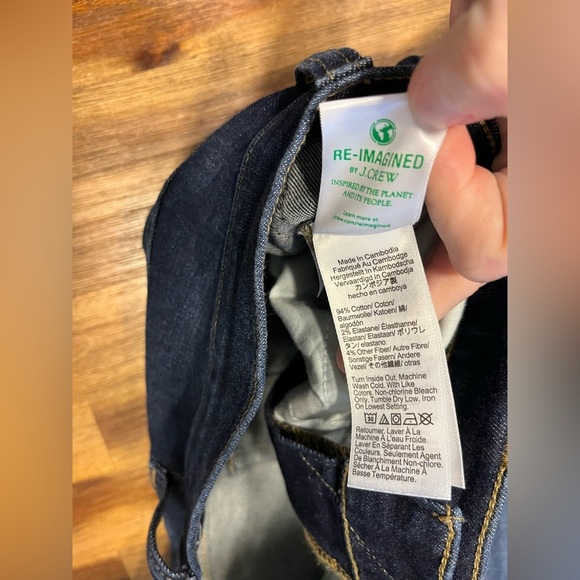 RE-IMAGINED
BY J.CREW
INSPIRED BY THE PLANET
AND ITS PEOPLE.
learn more at
Made In Cambodia
Fabriqué Au Cambodge
Hergestellt In Kambodscha
Vervaardigd In Cambodja
カンボジア製
hecho en camboya
94% Cotton/ Coton/
Baumwolle/ Katoen/ 綿/
algodón
2% Elastane/ Élasthanne/
Elastan/ Elastaan/ ポリウレ
タン/ elastano
4% Other Fiber/ Autre Fibre/
Sonstige Fasern/ Andere
Vezels/ その他繊維/ otras
Turn Inside Out. Machine
Wash Cold. With Like
Colors. Non-chlorine Bleach
Only. Tumble Dry Low. Iron
On Lowest Setting.
Retourner. Laver À La
Machine À L'eau Froide.
Laver En Séparant Les
Couleurs. Seulement Agent
De Blanchiment Non-chlore.
Sécher À La Machine À
Basse Température.